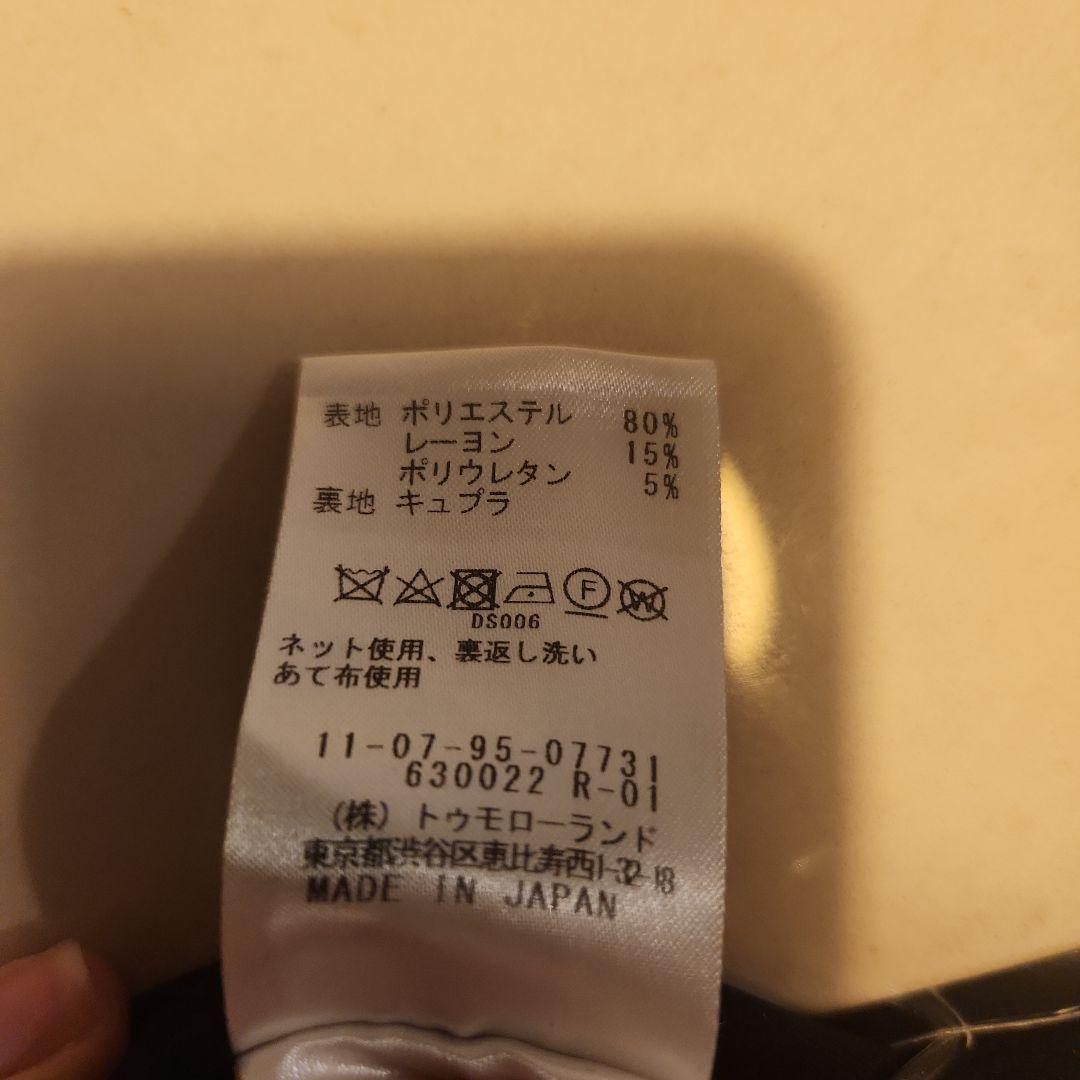 表地 ポリエステル 80%
レーヨン 15%
ポリウレタン 5%
裏地 キュプラ
F W
DS006
ネット使用、裏返し洗い
あて布使用
11-07-95-07731
630022 R-01
(株) トゥモローランド
東京都渋谷区恵比寿西1-32-18
MADE IN JAPAN